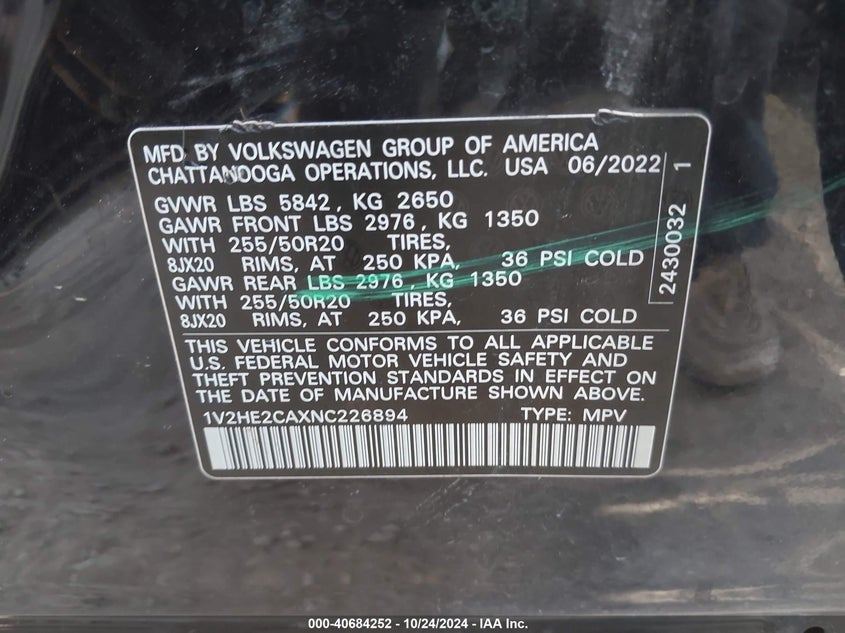 MFD BY VOLKSWAGEN GROUP OF AMERICA
CHATTANOOGA OPERATIONS, LLC. USA 06/2022
GVWR LBS 5842, KG 2650
GAWR FRONT LBS 2976, KG 1350
WITH 255/50R20 TIRES,
8JX20 RIMS, AT 250 KPA, 36 PSI COLD
GAWR REAR LBS 2976, KG 1350
WITH 255/50R20 TIRES,
8JX20 RIMS, AT 250 KPA, 36 PSI COLD
2430032 1
THIS VEHICLE CONFORMS TO ALL APPLICABLE
U.S. FEDERAL MOTOR VEHICLE SAFETY AND
THEFT PREVENTION STANDARDS IN EFFECT ON
THE DATE OF MANUFACTURE SHOWN ABOVE.
1V2HE2CAXNC226894 TYPE: MPV
000-40684252 - 10/24/2024 - IAA Inc.